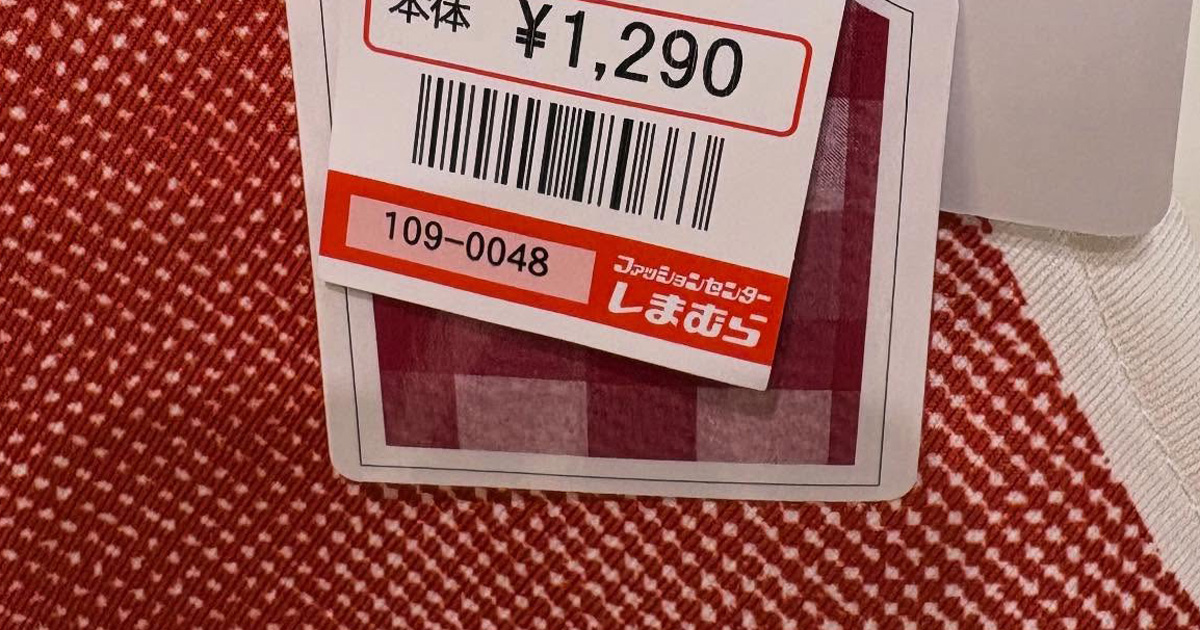 本体 ¥1,290
109-0048
ファッションセンター
しまむら